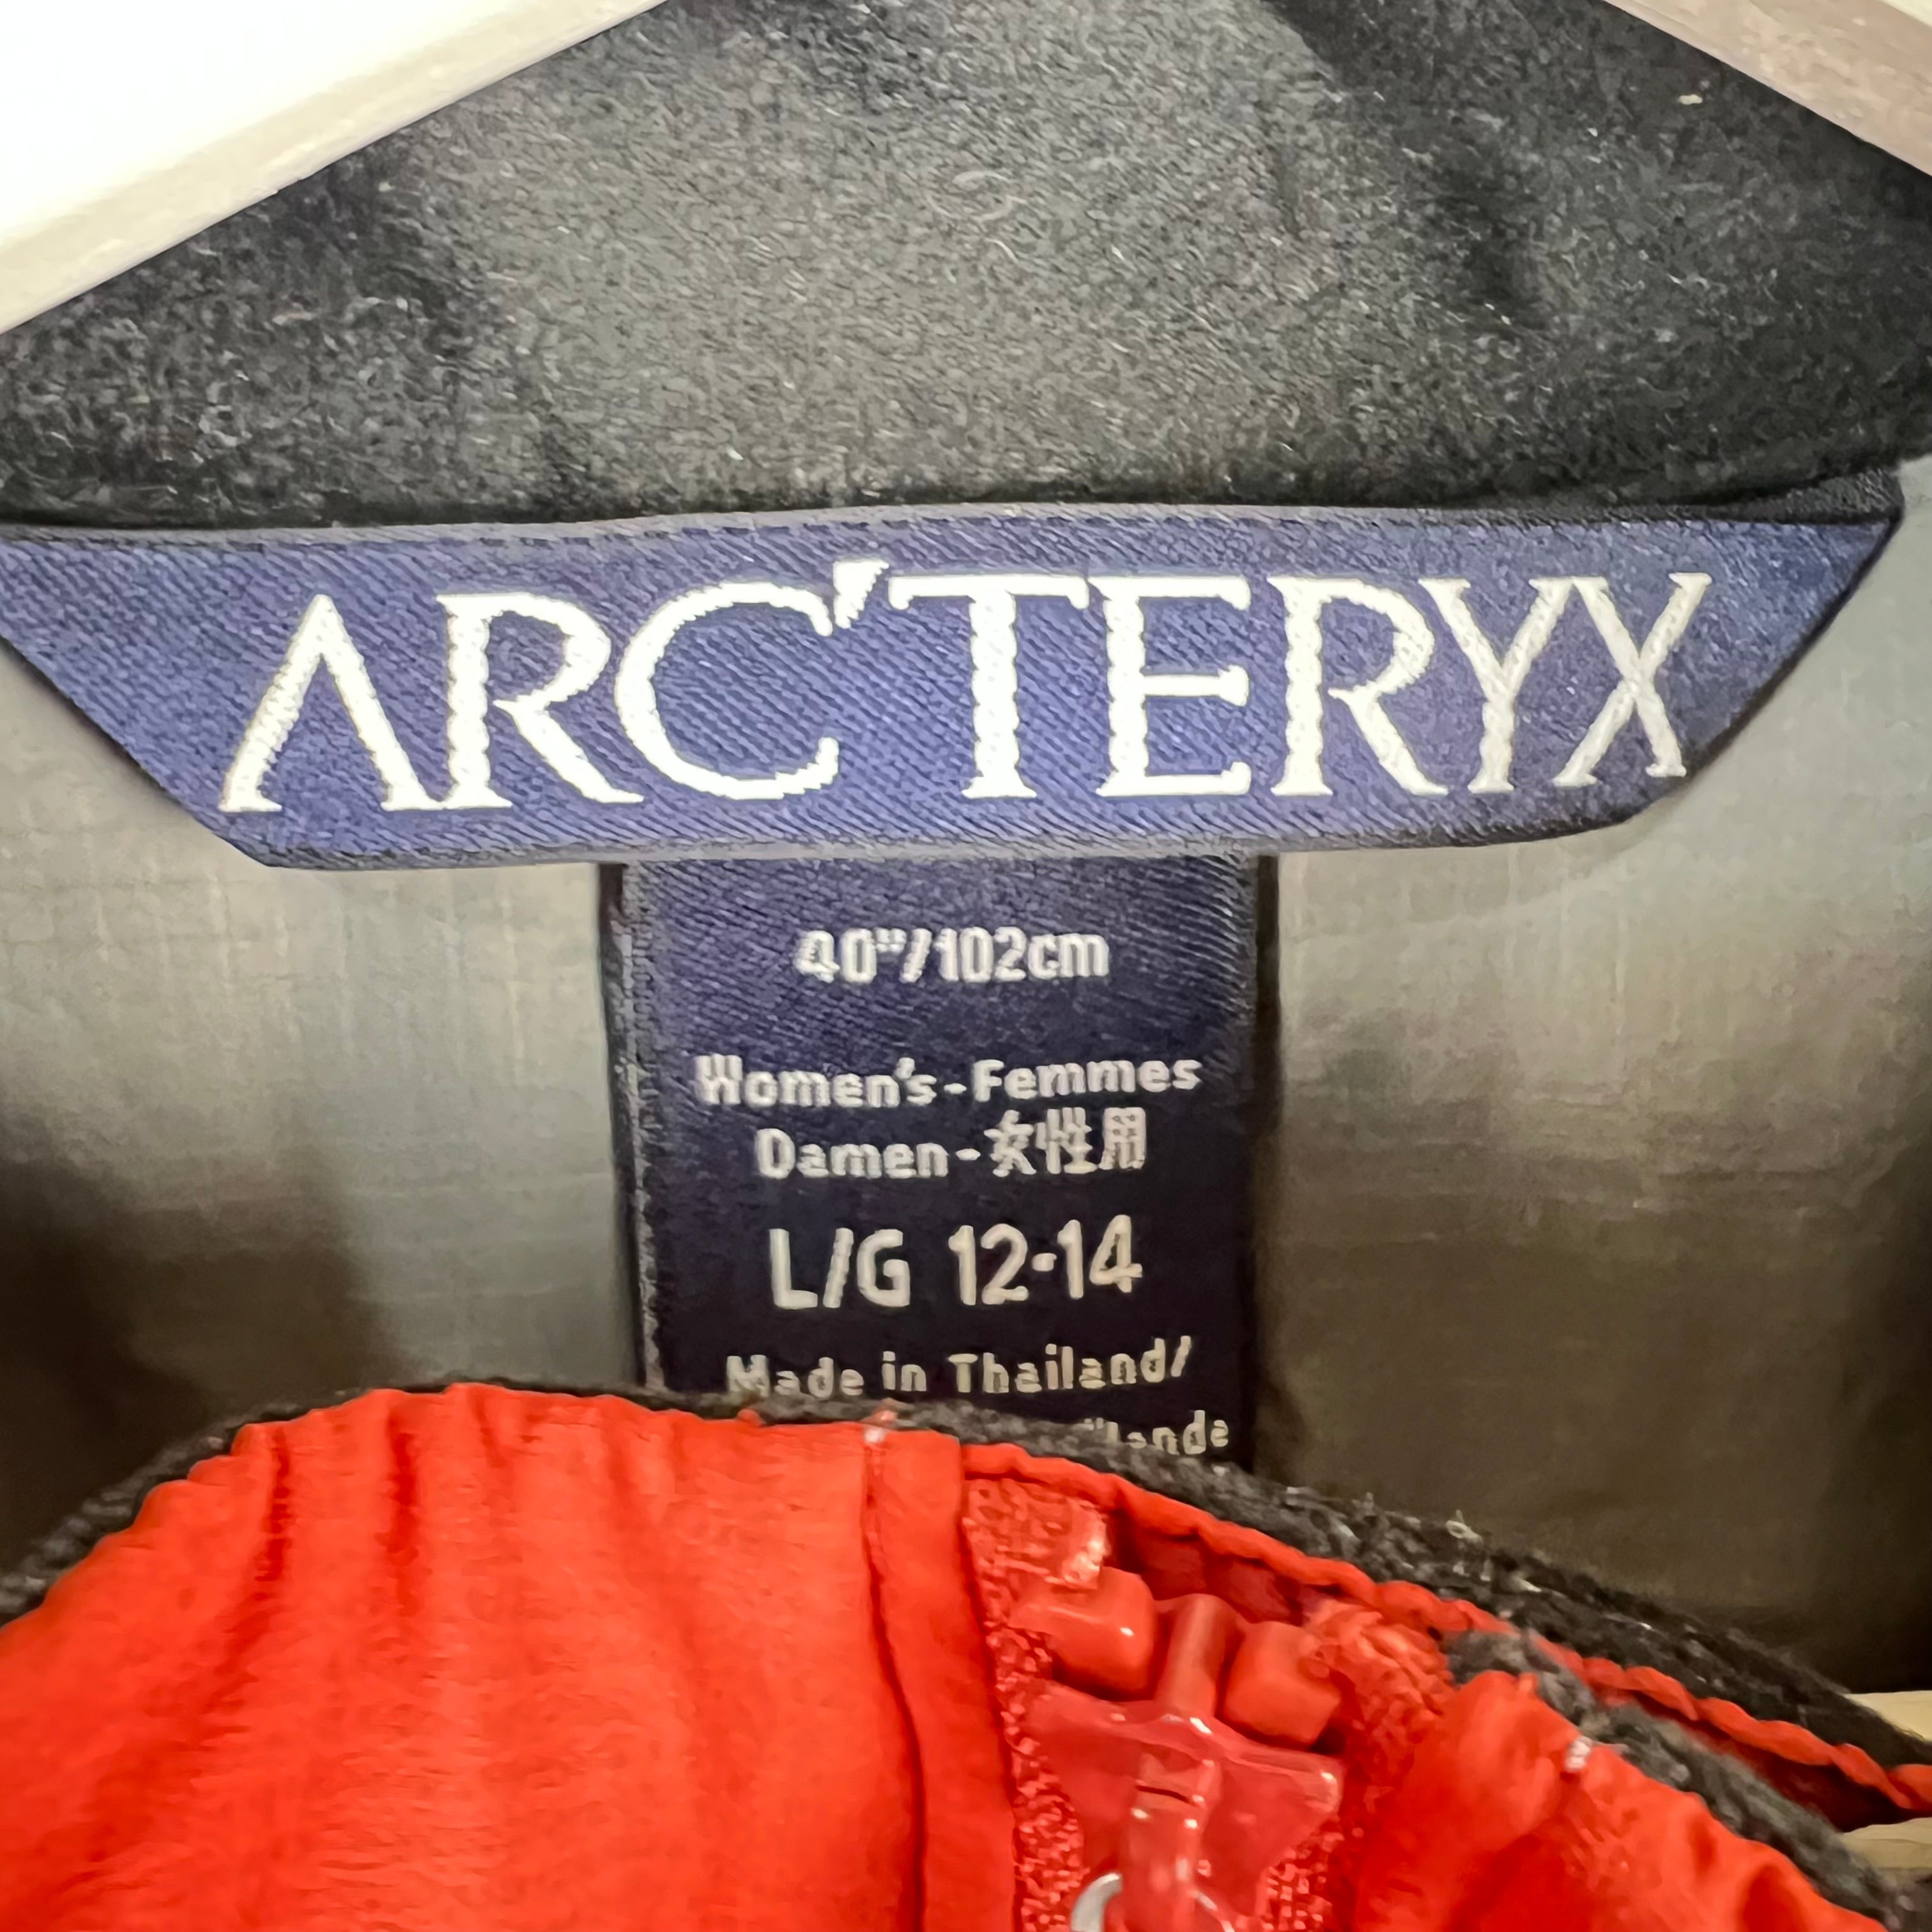 ARC'TERYX
40"/102cm
Women's-Femmes
Damen-女性用
L/G 12-14
Made in Thailand/